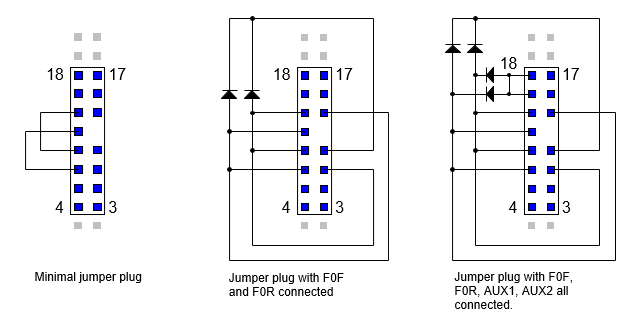 18 17
4 3
Minimal jumper plug
18 17
4 3
Jumper plug with F0F
and F0R connected
18 17
4 3
Jumper plug with F0F,
F0R, AUX1, AUX2 all
connected.